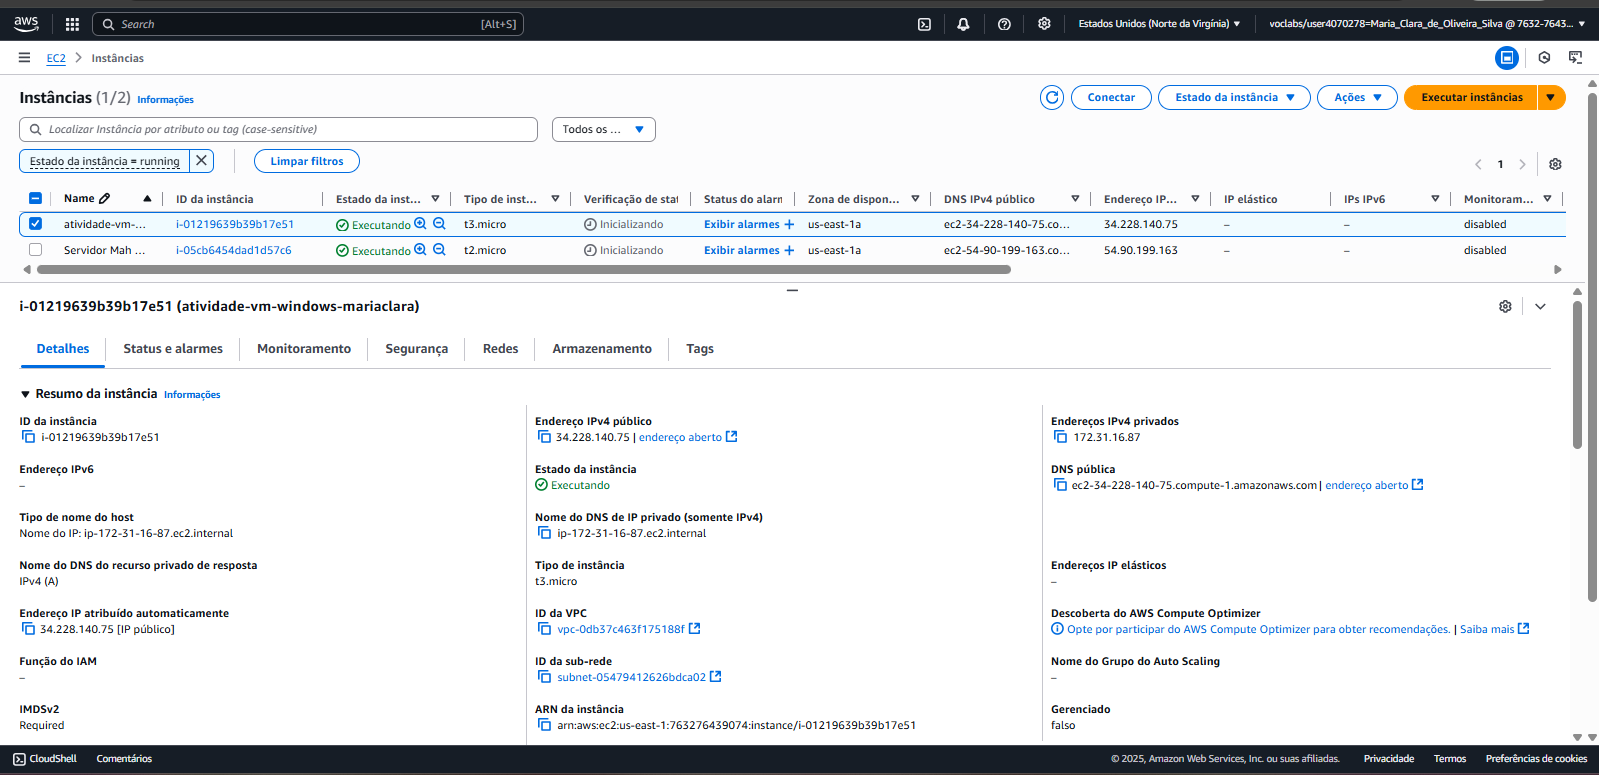 aws
Search [Alt+S]
Estados Unidos (Norte da Virgínia)
voclabs/user4070278=Maria_Clara_de_Oliveira_Silva @ 7632-7643...
EC2 > Instâncias
Instâncias (1/2) Informações
Conectar
Estado da instância
Ações
Executar instâncias
Localizar Instância por atributo ou tag (case-sensitive)
Todos os ...
Estado da instância = running
Limpar filtros
1
Name ID da instância Estado da inst... Tipo de inst... Verificação de stat Status do alarn Zona de dispon... DNS IPv4 público Endereço IP... IP elástico IPs IPv6 Monitoram...
atividade-vm-... i-01219639b39b17e51 Executando t3.micro Inicializando Exibir alarmes + us-east-1a ec2-34-228-140-75.co... 34.228.140.75 – – disabled
Servidor Mah ... i-05cb6454dad1d57c6 Executando t2.micro Inicializando Exibir alarmes + us-east-1a ec2-54-90-199-163.co... 54.90.199.163 – – disabled
i-01219639b39b17e51 (atividade-vm-windows-mariaclara)
Detalhes Status e alarmes Monitoramento Segurança Redes Armazenamento Tags
Resumo da instância Informações
ID da instância
i-01219639b39b17e51
Endereço IPv4 público
34.228.140.75 | endereço aberto
Endereços IPv4 privados
172.31.16.87
Endereço IPv6
–
Estado da instância
Executando
DNS pública
ec2-34-228-140-75.compute-1.amazonaws.com | endereço aberto
Tipo de nome do host
Nome do IP: ip-172-31-16-87.ec2.internal
Nome do DNS de IP privado (somente IPv4)
ip-172-31-16-87.ec2.internal
Nome do DNS do recurso privado de resposta
IPv4 (A)
Tipo de instância
t3.micro
Endereços IP elásticos
–
Endereço IP atribuído automaticamente
34.228.140.75 [IP público]
ID da VPC
vpc-0db37c463f175188f
Descoberta do AWS Compute Optimizer
Opte por participar do AWS Compute Optimizer para obter recomendações. | Saiba mais
Função do IAM
–
ID da sub-rede
subnet-05479412626bdca02
Nome do Grupo do Auto Scaling
–
IMDSv2
Required
ARN da instância
arn:aws:ec2:us-east-1:763276439074:instance/i-01219639b39b17e51
Gerenciado
falso
CloudShell Comentários © 2025, Amazon Web Services, Inc. ou suas afiliadas. Privacidade Termos Preferências de cookies